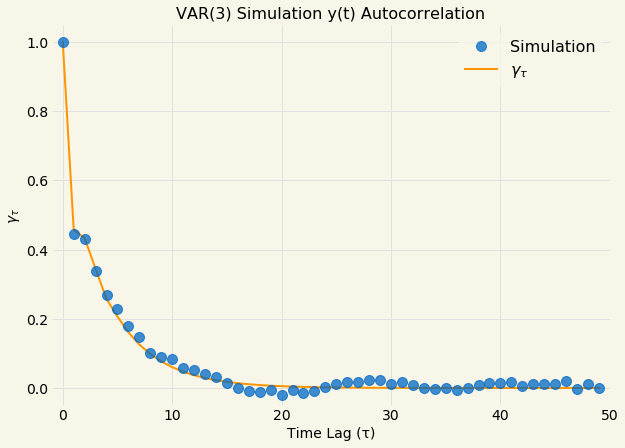 VAR(3) Simulation y(t) Autocorrelation
Simulation
γτ
1.0
0.8
0.6
0.4
0.2
0.0
γτ
0 10 20 30 40 50
Time Lag (τ)